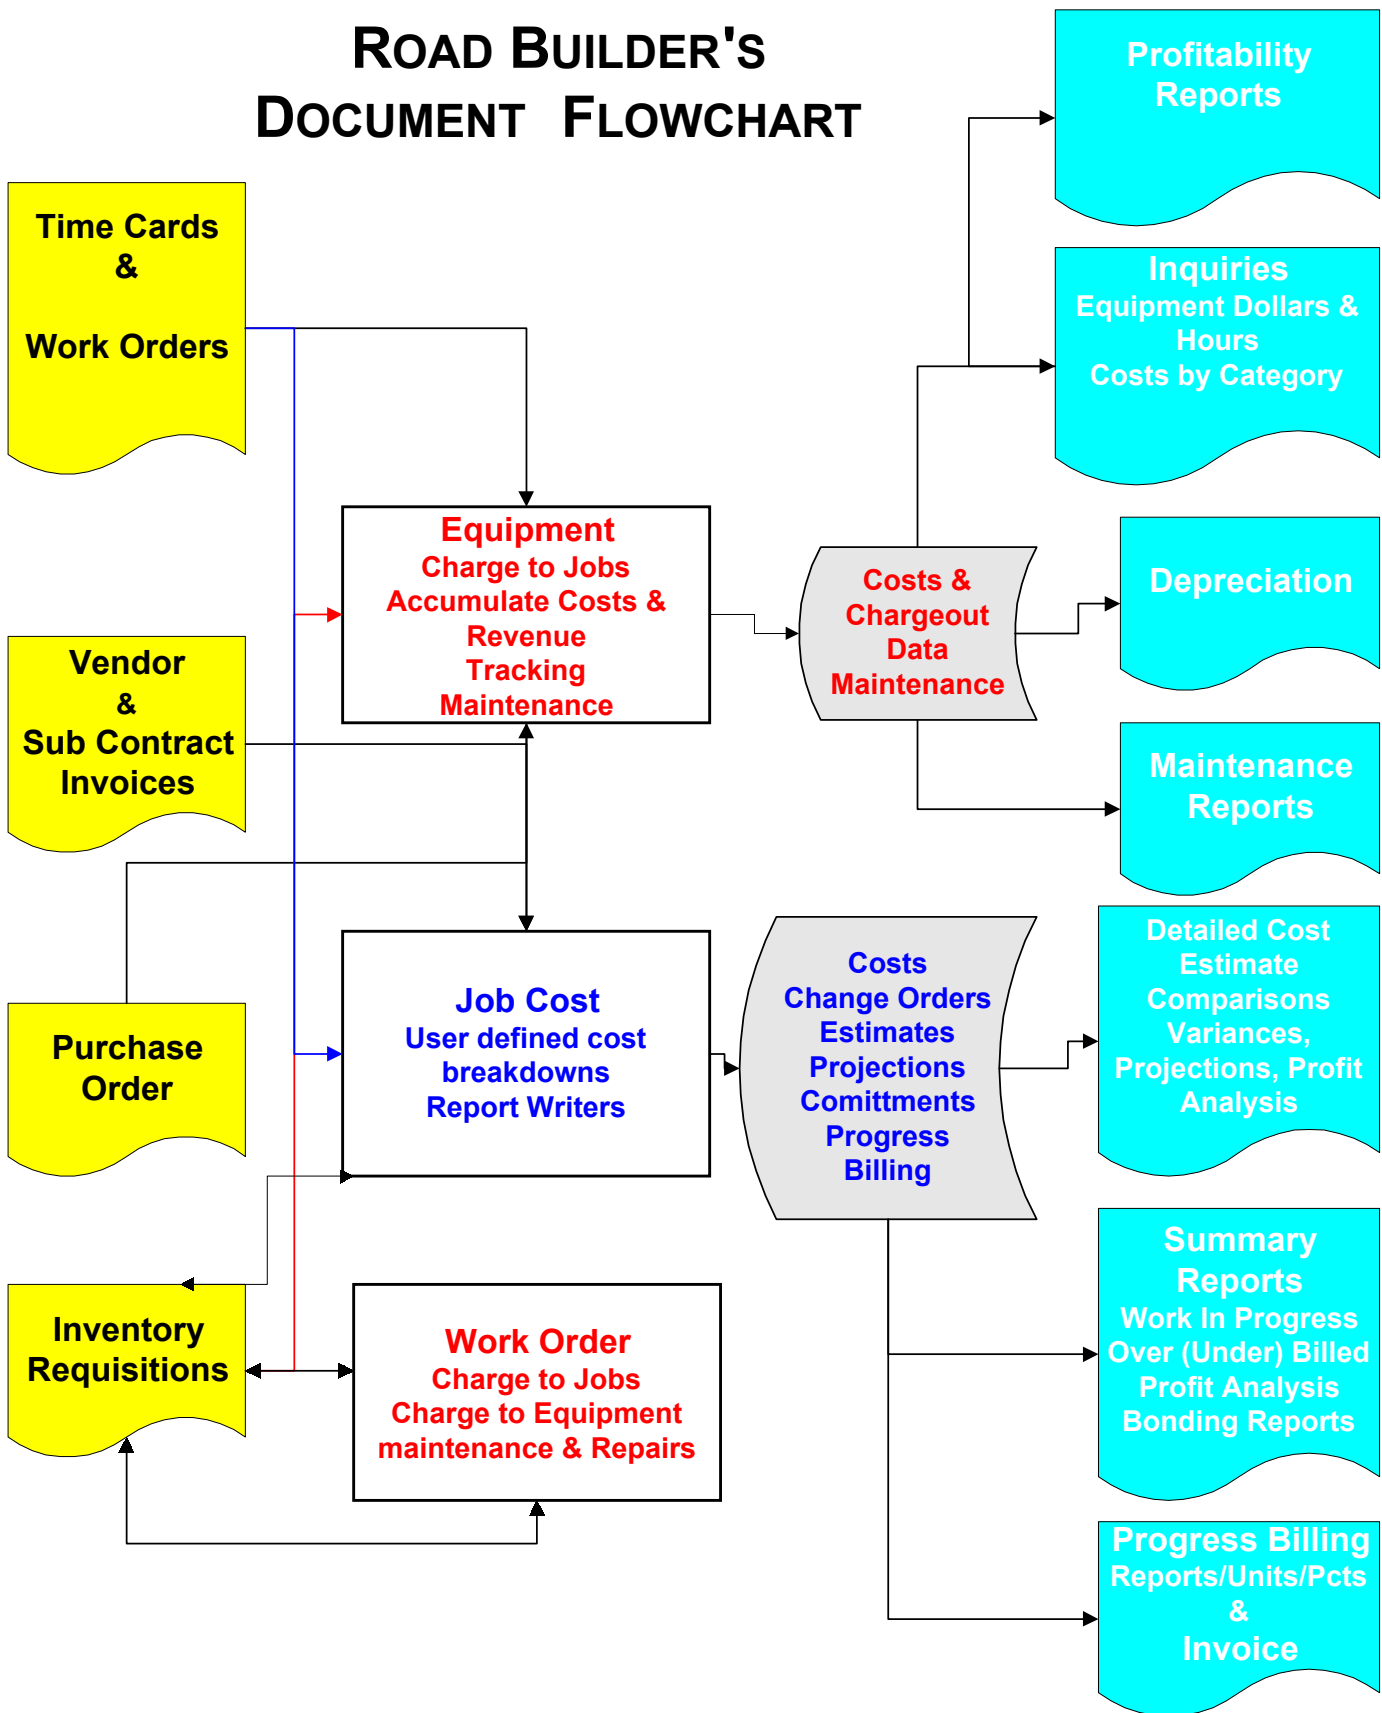 ROAD BUILDER'S
DOCUMENT FLOWCHART
Profitability
Reports
Time Cards
&
Work Orders
Inquiries
Equipment Dollars &
Hours
Costs by Category
Equipment
Charge to Jobs
Accumulate Costs &
Revenue
Tracking
Maintenance
Costs &
Chargeout
Data
Maintenance
Depreciation
Vendor
&
Sub Contract
Invoices
Maintenance
Reports
Purchase
Order
Job Cost
User defined cost
breakdowns
Report Writers
Costs
Change Orders
Estimates
Projections
Comittments
Progress
Billing
Detailed Cost
Estimate
Comparisons
Variances,
Projections, Profit
Analysis
Inventory
Requisitions
Work Order
Charge to Jobs
Charge to Equipment
maintenance & Repairs
Summary
Reports
Work In Progress
Over (Under) Billed
Profit Analysis
Bonding Reports
Progress Billing
Reports/Units/Pcts
&
Invoice